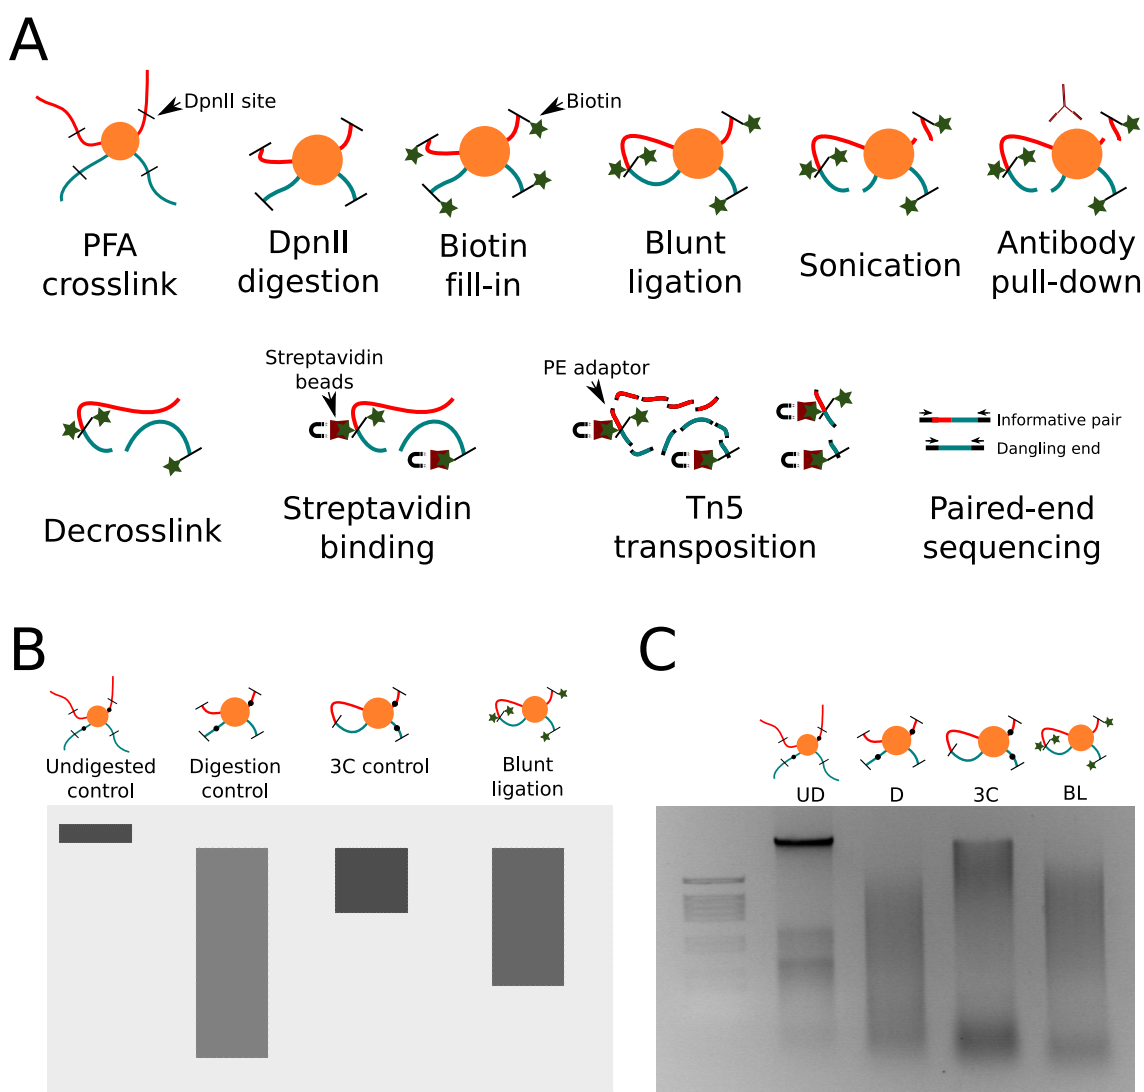 A
DpnII site
Biotin
PFA
crosslink
DpnII
digestion
Biotin
fill-in
Blunt
ligation
Sonication
Antibody
pull-down
Streptavidin
beads
PE adaptor
Informative pair
Dangling end
Decrosslink
Streptavidin
binding
Tn5
transposition
Paired-end
sequencing
B
Undigested
control
Digestion
control
3C control
Blunt
ligation
C
UD
D
3C
BL